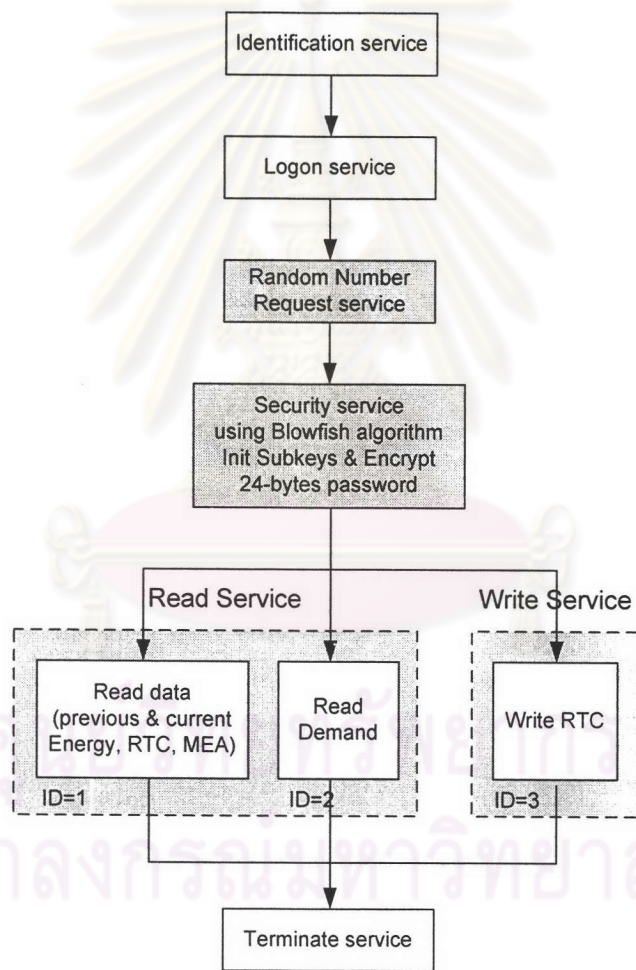 Identification service
Logon service
Random Number
Request service
Security service
using Blowfish algorithm
Init Subkeys & Encrypt
24-bytes password
Read Service
Write Service
Read data
(previous & current
Energy, RTC, MEA)
Read
Demand
Write RTC
ID=1
ID=2
ID=3
Terminate service